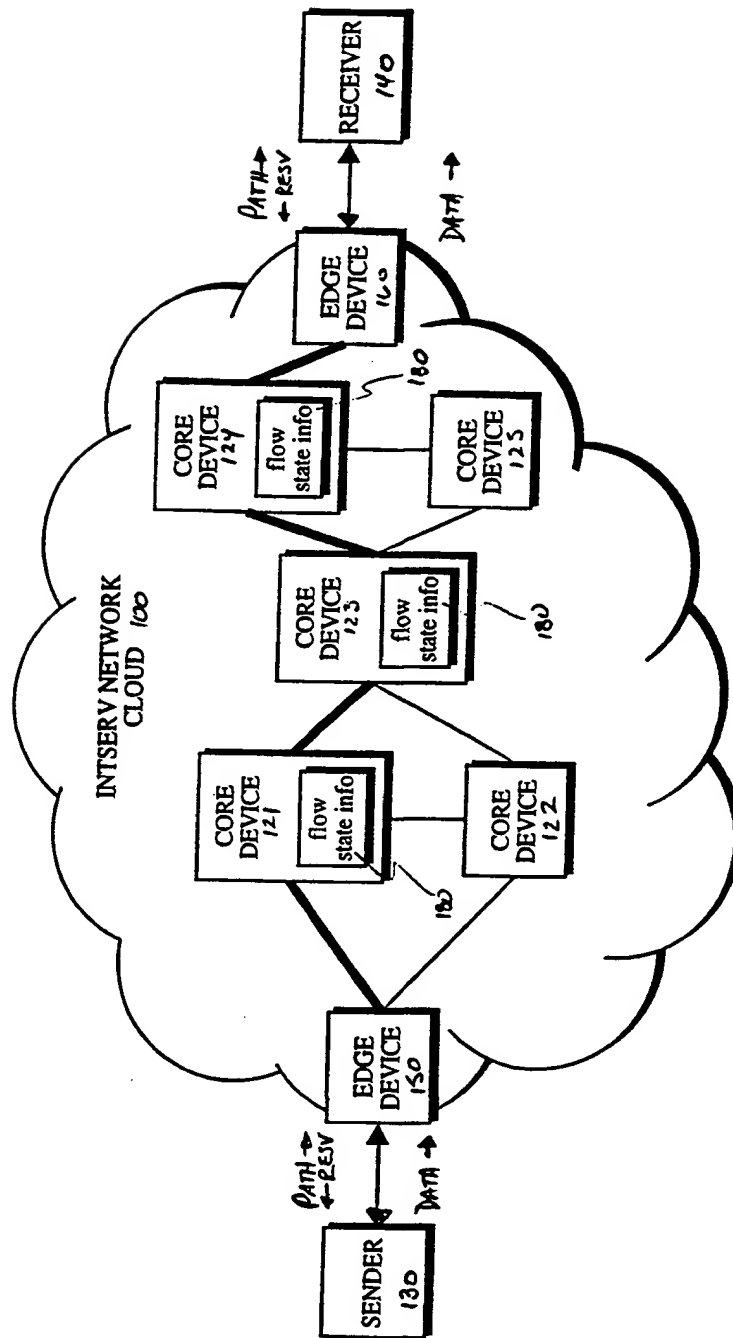 INTSERV NETWORK
CLOUD 100
SENDER
130
PATH →
← RESV
DATA →
EDGE
DEVICE
150
CORE
DEVICE
121
flow
state info
180
CORE
DEVICE
122
CORE
DEVICE
123
flow
state info
180
CORE
DEVICE
124
flow
state info
180
CORE
DEVICE
125
EDGE
DEVICE
160
PATH →
← RESV
DATA →
RECEIVER
140